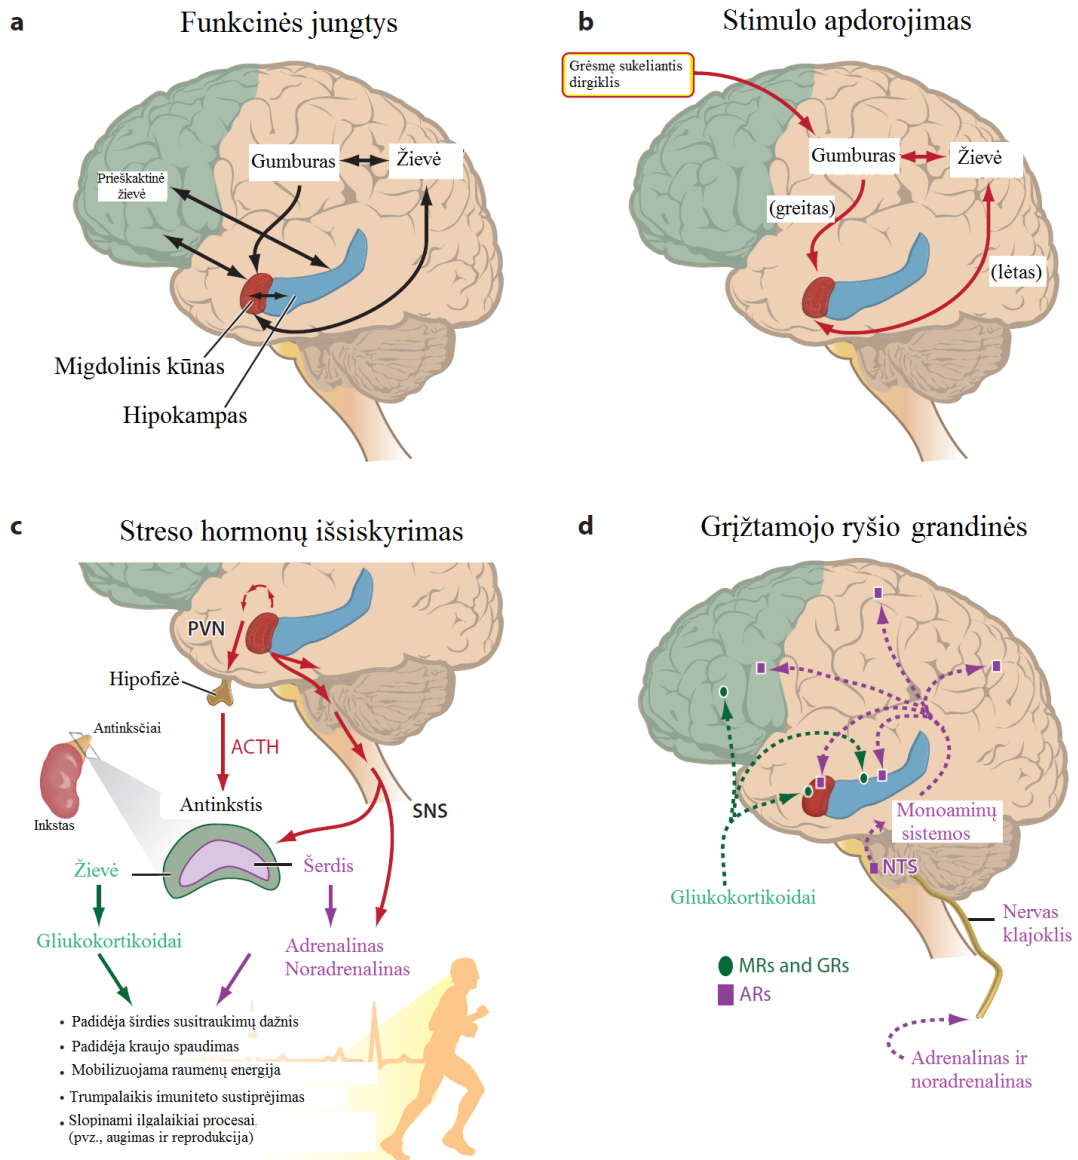 a
Funkcinės jungtys
Prieškaktinė
žievė
Gumburas
Žievė
Migdolinis kūnas
Hipokampas
b
Stimulo apdorojimas
Grėsmę sukeliantis
dirgiklis
Gumburas
Žievė
(greitas)
(lėtas)
c
Streso hormonų išsiskyrimas
PVN
Hipofizė
Antinksčiai
ACTH
Inkstas
Antinkstis
SNS
Žievė
Šerdis
Gliukokortikoidai
Adrenalinas
Noradrenalinas
• Padidėja širdies susitraukimų dažnis
• Padidėja kraujo spaudimas
• Mobilizuojama raumenų energija
• Trumpalaikis imuniteto sustiprėjimas
• Slopinami ilgalaikiai procesai
(pvz., augimas ir reprodukcija)
d
Grįžtamojo ryšio grandinės
Monoaminų
sistemos
NTS
Gliukokortikoidai
Nervas
klajoklis
MRs and GRs
ARs
Adrenalinas ir
noradrenalinas